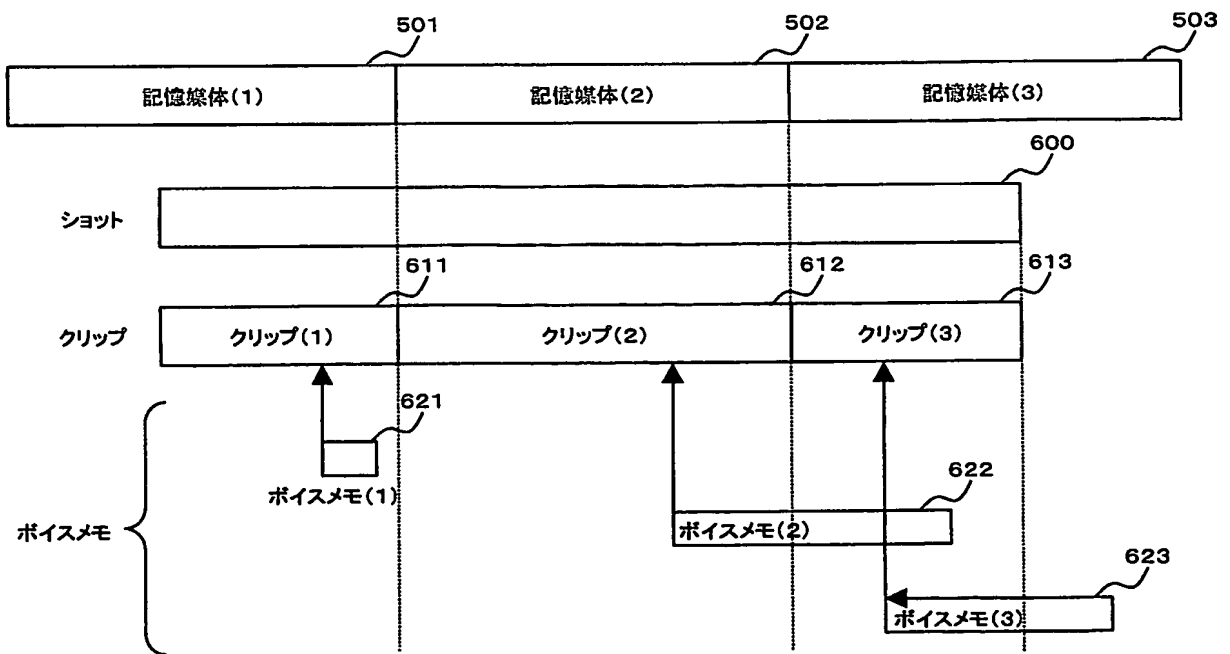 501
502
503
記憶媒体(1)
記憶媒体(2)
記憶媒体(3)
600
ショット
611
612
613
クリップ
クリップ(1)
クリップ(2)
クリップ(3)
621
ボイスメモ(1)
622
ボイスメモ
ボイスメモ(2)
623
ボイスメモ(3)